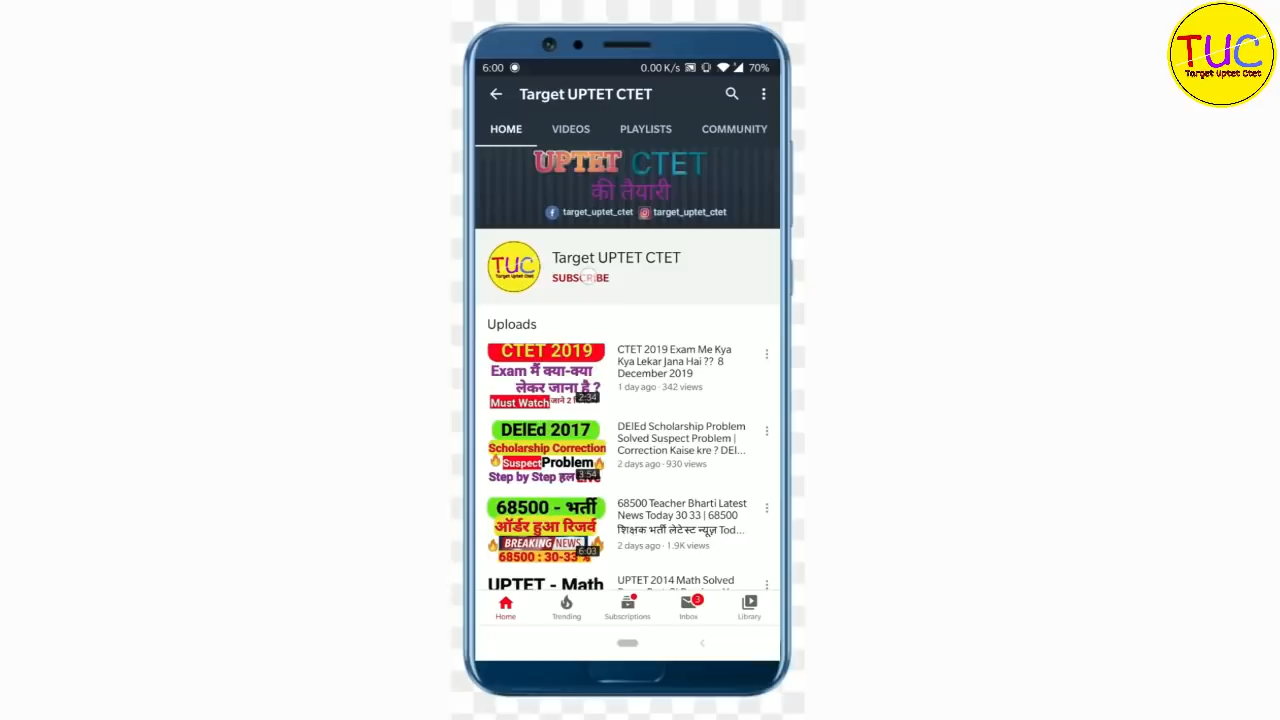 TUC
Target Uptet Ctet
6:00
0.00 K/s
70%
Target UPTET CTET
HOME VIDEOS PLAYLISTS COMMUNITY
UPTET CTET
की तैयारी
target_uptet_ctet target_uptet_ctet
TUC
Target Uptet Ctet
Target UPTET CTET
SUBSCRIBE
Uploads
CTET 2019
Exam मैं क्या-क्या
लेकर जाना है ?
Must Watch
2:34
CTET 2019 Exam Me Kya
Kya Lekar Jana Hai ?? 8
December 2019
1 day ago · 342 views
DElEd 2017
Scholarship Correction
Suspect Problem
Step by Step हल
3:54
DElEd Scholarship Problem
Solved Suspect Problem |
Correction Kaise kre ? DEl...
2 days ago · 930 views
68500 - भर्ती
ऑर्डर हुआ रिजर्व
BREAKING NEWS
68500 : 30-33 %
6:03
68500 Teacher Bharti Latest
News Today 30 33 | 68500
शिक्षक भर्ती लेटेस्ट न्यूज़ Tod...
2 days ago · 1.9K views
UPTET - Math
UPTET 2014 Math Solved
Home Trending Subscriptions Inbox Library
3